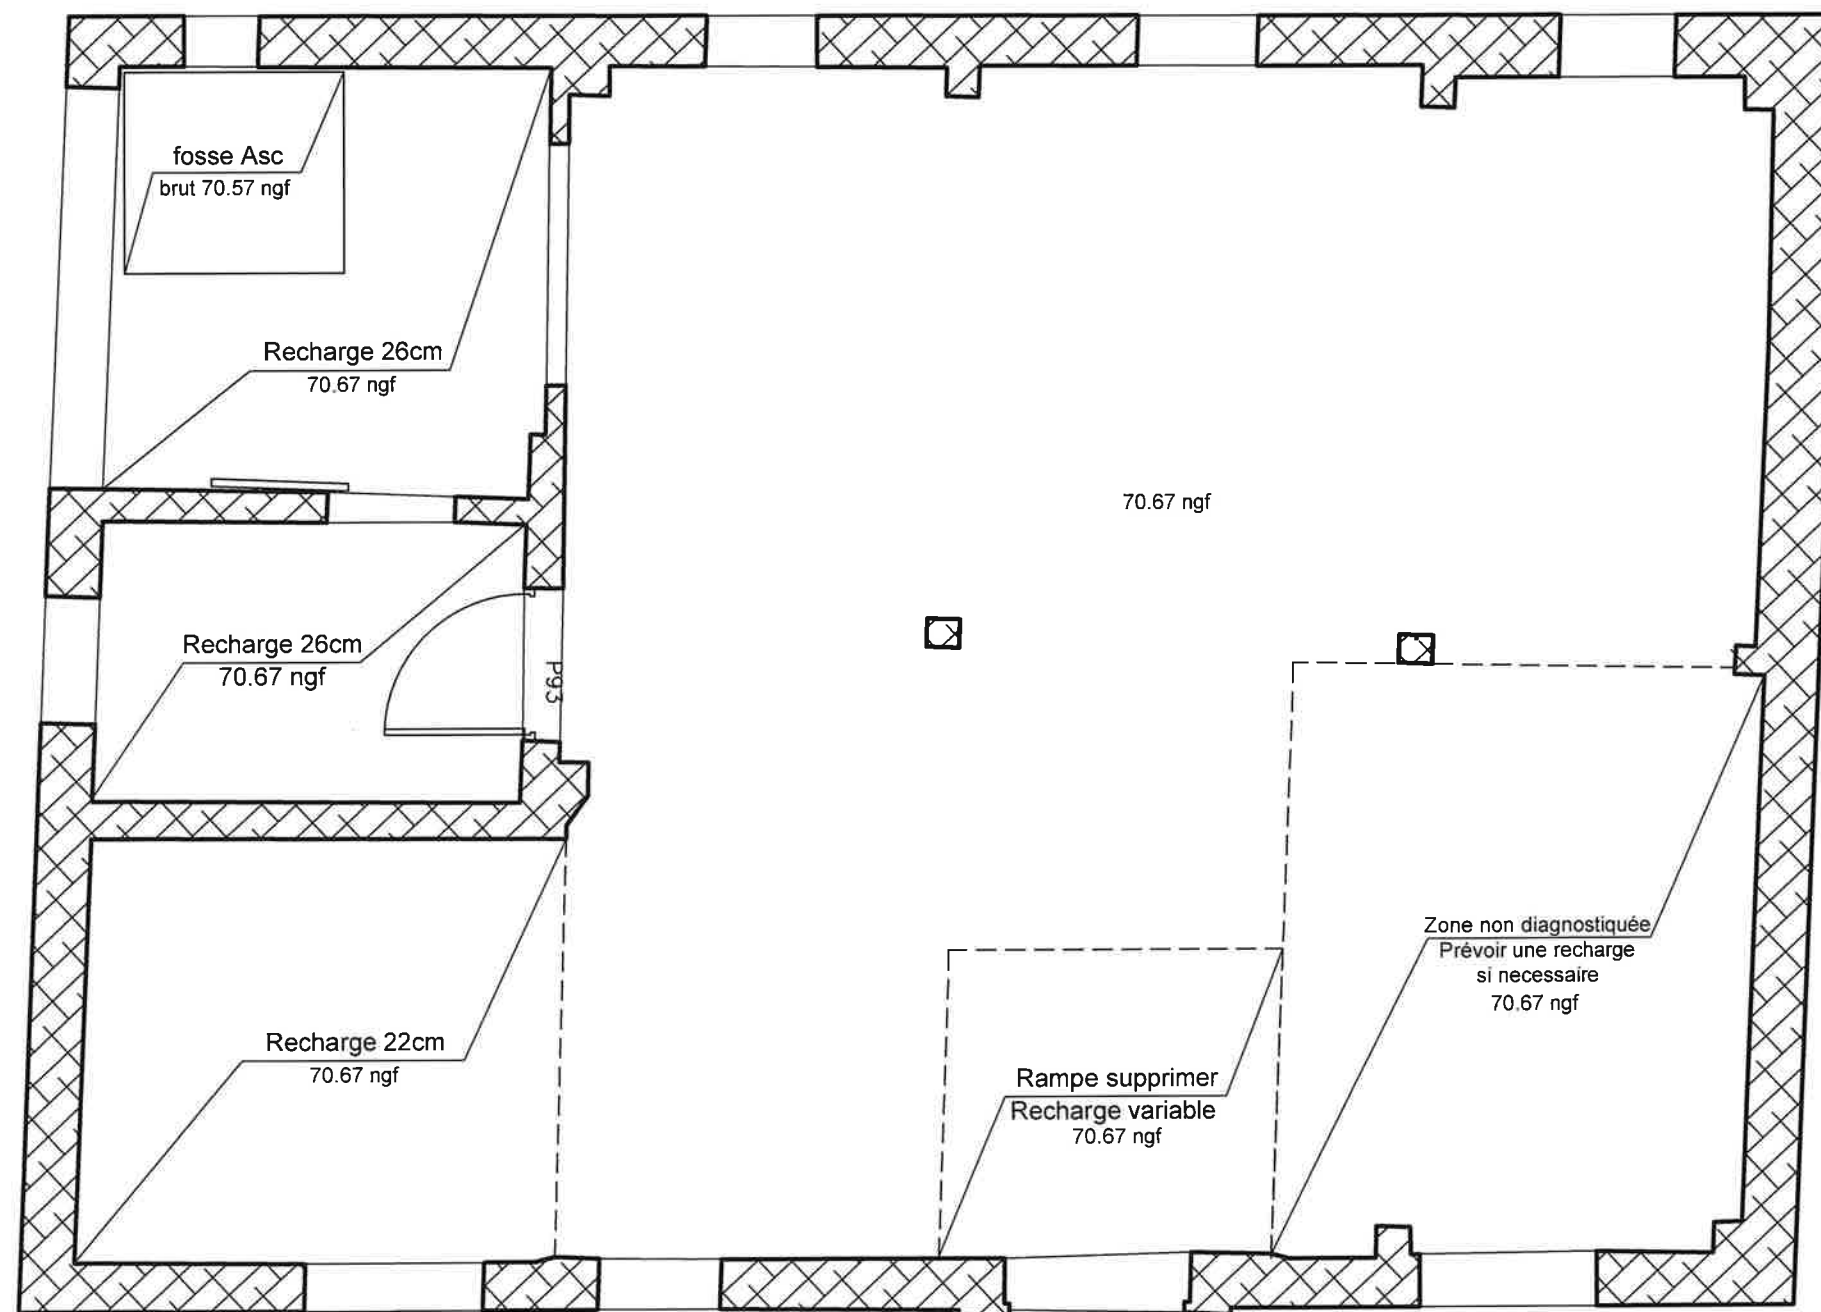 fosse Asc
brut 70.57 ngf
Recharge 26cm
70.67 ngf
70.67 ngf
Recharge 26cm
70.67 ngf
P93
Zone non diagnostiquée
Prévoir une recharge
si necessaire
70.67 ngf
Recharge 22cm
70.67 ngf
Rampe supprimer
Recharge variable
70.67 ngf